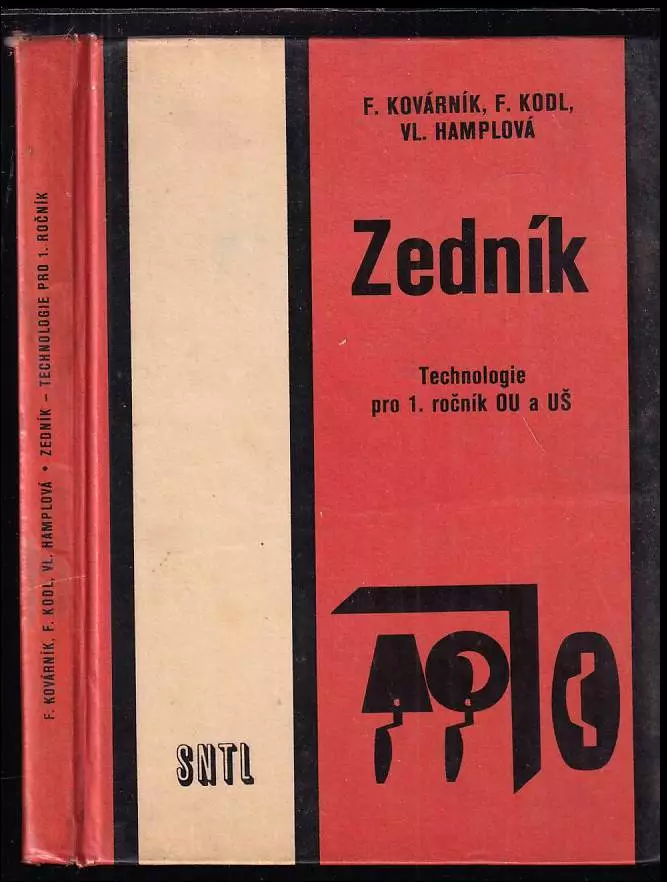 F. KOVÁRNÍK, F. KODL, VL. HAMPLOVÁ • ZEDNÍK – TECHNOLOGIE PRO 1. ROČNÍK
F. KOVÁRNÍK, F. KODL,
VL. HAMPLOVÁ
Zedník
Technologie
pro 1. ročník OU a UŠ
SNTL